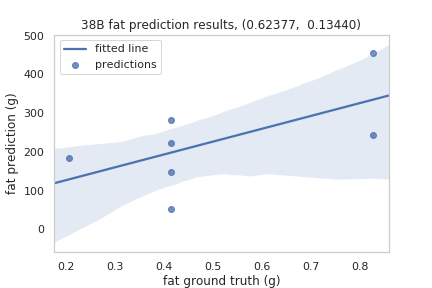 38B fat prediction results, (0.62377,  0.13440)
fitted line
predictions
fat prediction (g)
500
400
300
200
100
0
0.2 0.3 0.4 0.5 0.6 0.7 0.8
fat ground truth (g)